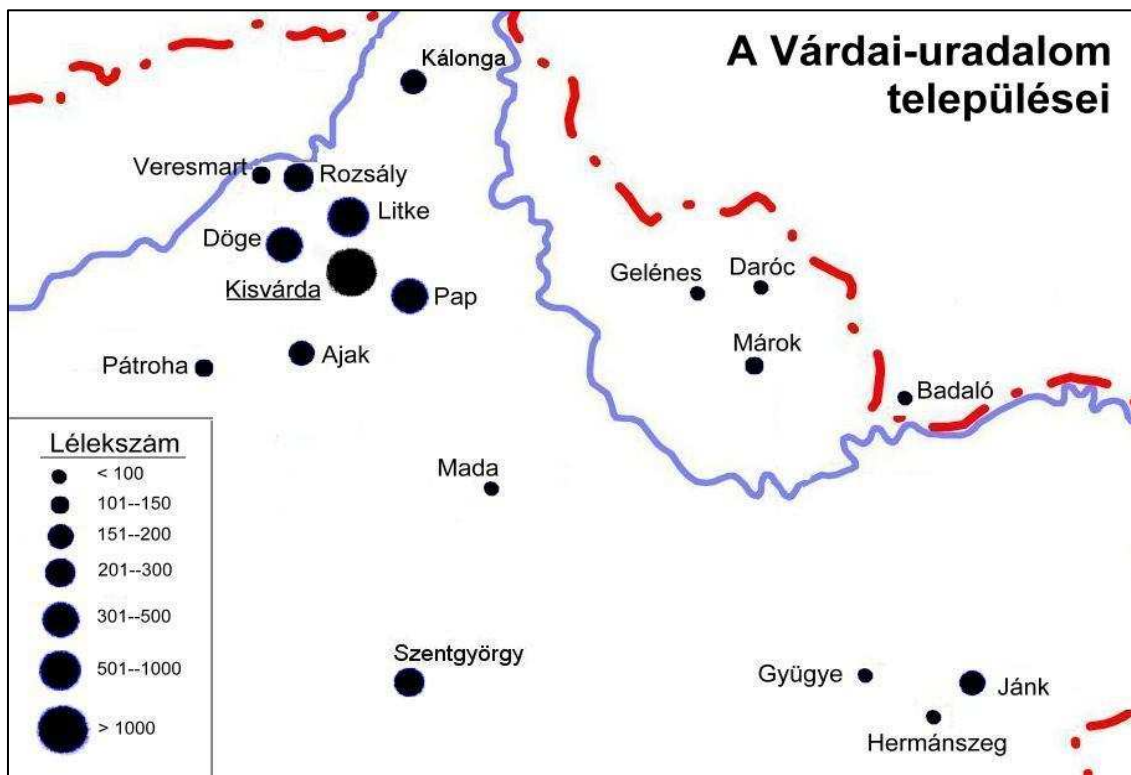 A Várdai-uradalom
települései
Kálonga
Veresmart
Rozsály
Litke
Döge
Kisvárda
Pap
Gelénes
Daróc
Pátroha
Ajak
Márok
Badaló
Mada
Lélekszám
< 100
101--150
151--200
201--300
301--500
501--1000
> 1000
Szentgyörgy
Gyügye
Jánk
Hermánszeg